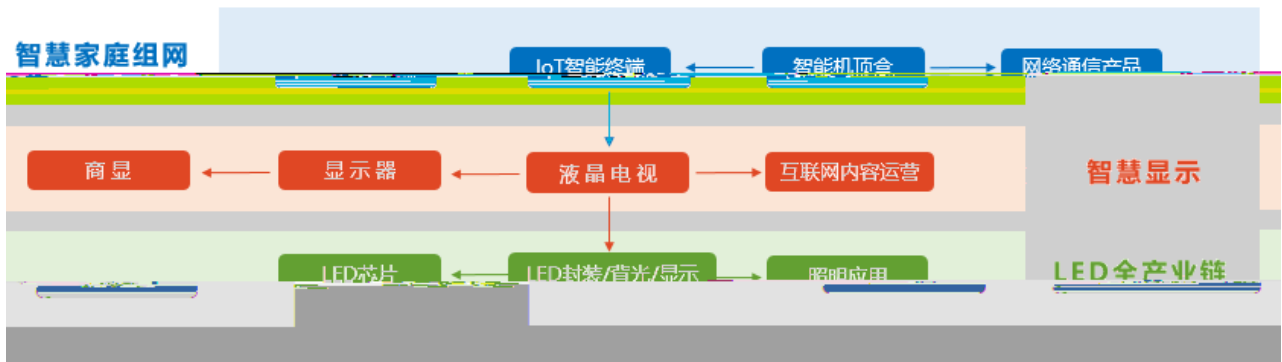 智慧家庭组网
IoT智能终端
智能机顶盒
网络通信产品
商显
显示器
液晶电视
互联网内容运营
智慧显示
LED芯片
LED封装/背光/显示
照明应用
LED全产业链